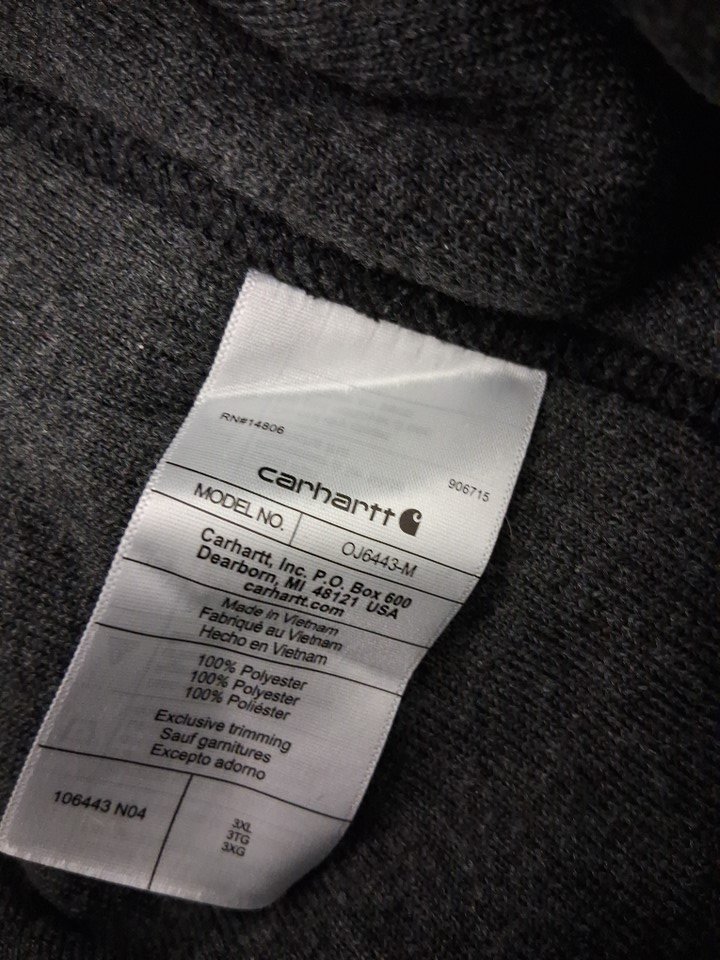 RN#14806
906715
carhartt
MODEL NO. OJ6443-M
Carhartt, Inc. P.O. Box 600
Dearborn, MI 48121 USA
carhartt.com
Made in Vietnam
Fabriqué au Vietnam
Hecho en Vietnam
100% Polyester
100% Polyester
100% Poliéster
Exclusive trimming
Sauf garnitures
Excepto adorno
106443 N04
3XL
3TG
3XG